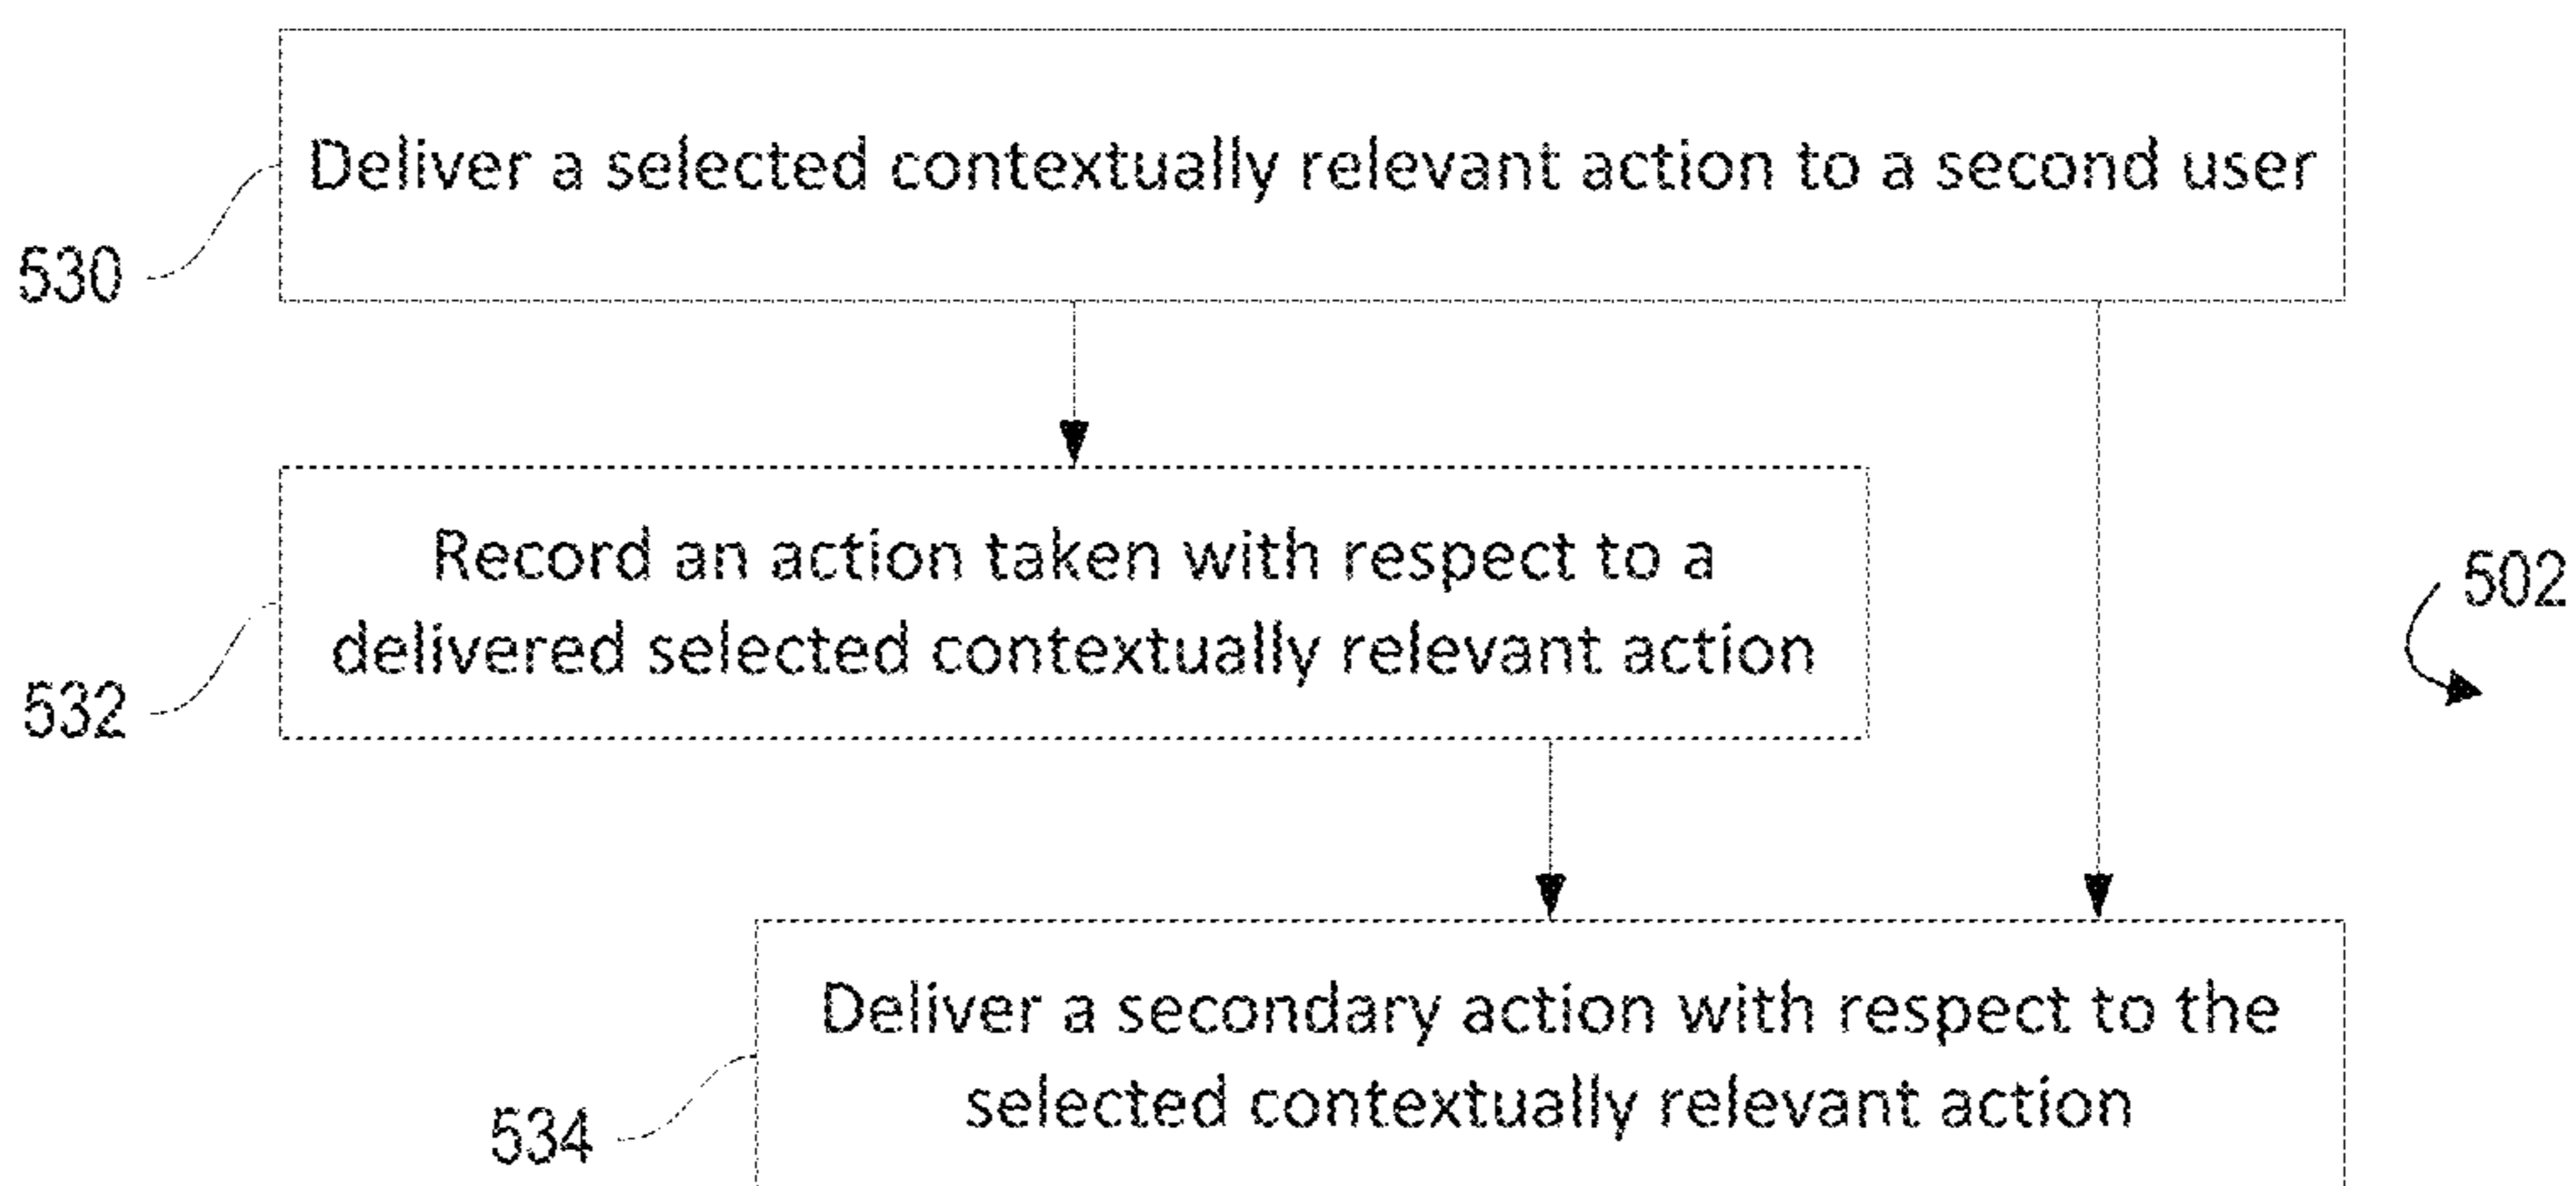 Deliver a selected contextually relevant action to a second user
530
Record an action taken with respect to a
delivered selected contextually relevant action
532
502
Deliver a secondary action with respect to the
selected contextually relevant action
534